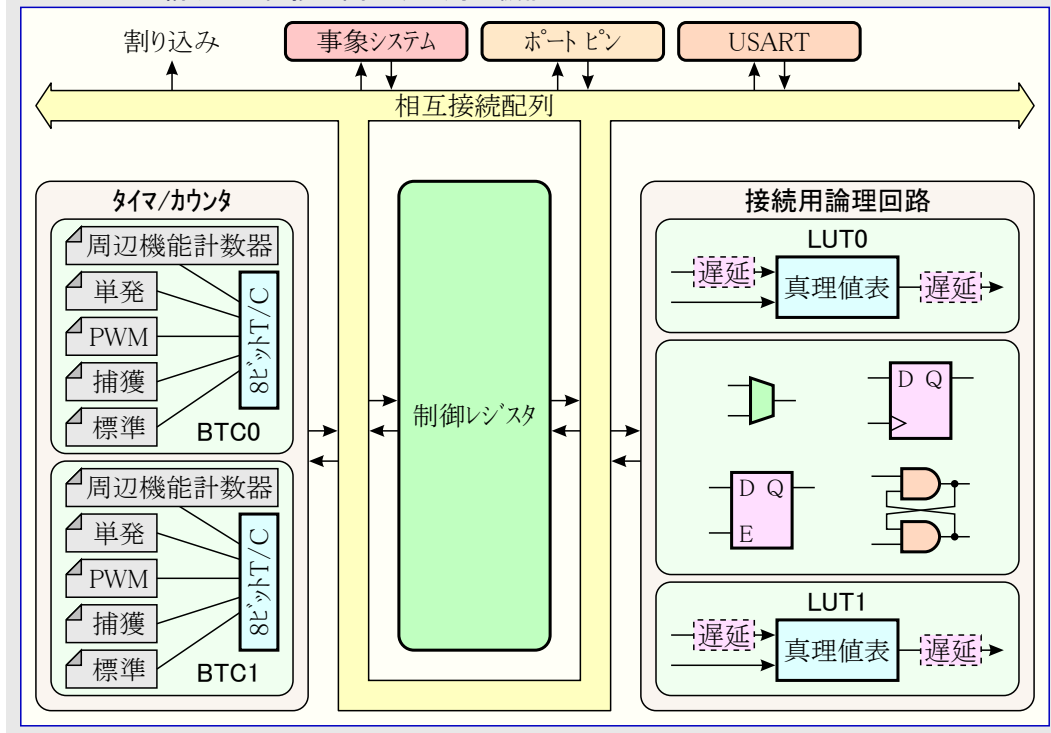 割り込み
事象システム
ポート ピン
USART
相互接続配列
タイマ/カウンタ
周辺機能計数器
単発
PWM
捕獲
標準
8ビットT/C
BTC0
周辺機能計数器
単発
PWM
捕獲
標準
8ビットT/C
BTC1
制御レジスタ
接続用論理回路
LUT0
遅延
真理値表
遅延
D Q
D Q
E
LUT1
遅延
真理値表
遅延